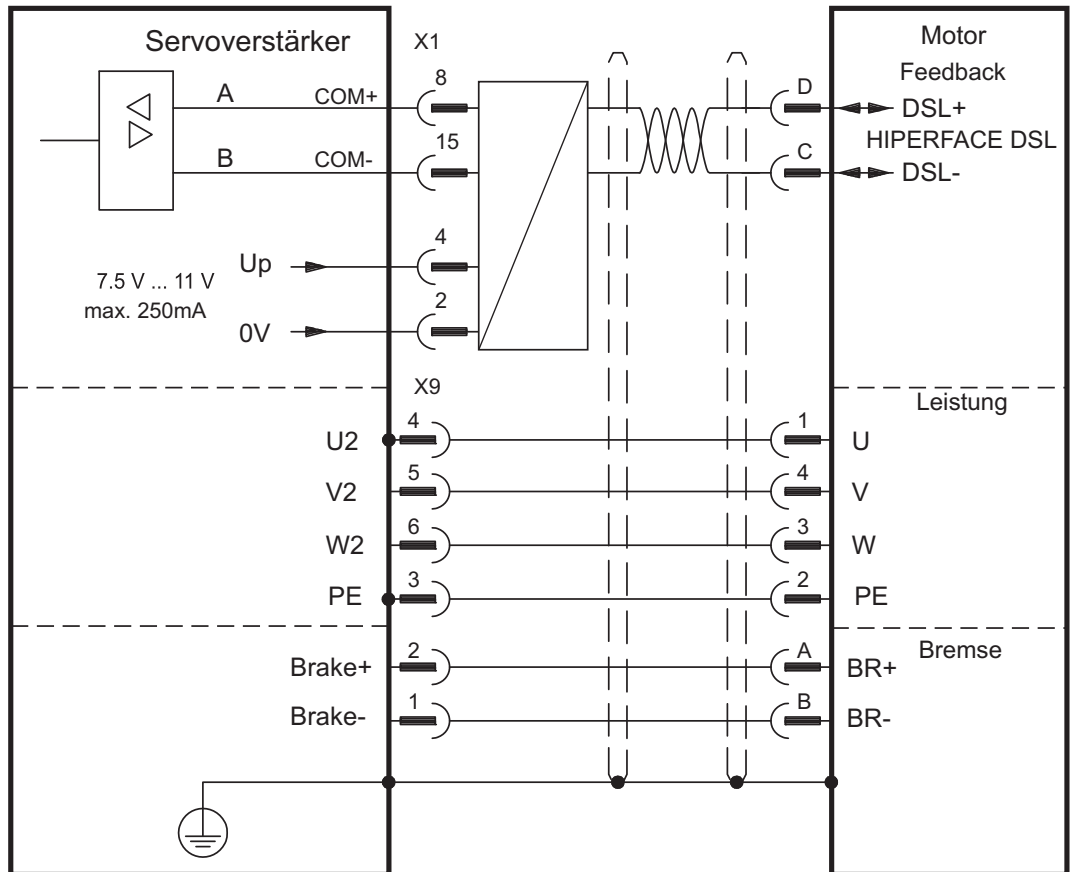 Servoverstärker
X1
Motor
Feedback
A
COM+
8
D
DSL+
HIPERFACE DSL
B
COM-
15
C
DSL-
Up
4
7.5 V ... 11 V
max. 250mA
0V
2
X9
Leistung
U2
4
1
U
V2
5
4
V
W2
6
3
W
PE
3
2
PE
Bremse
Brake+
2
A
BR+
Brake-
1
B
BR-